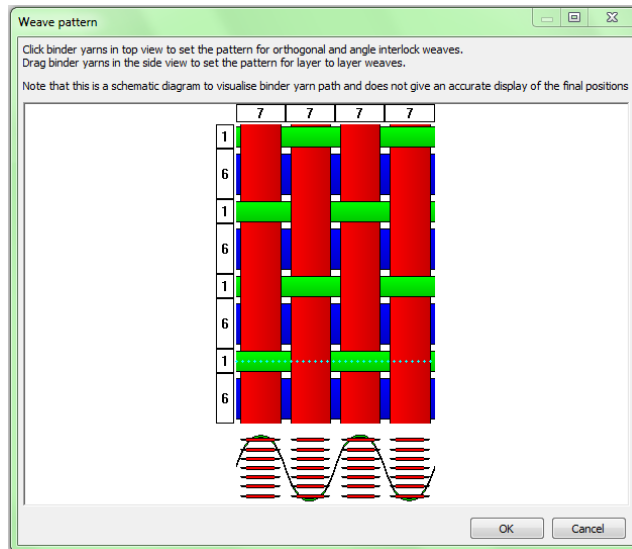 Weave pattern
Click binder yarns in top view to set the pattern for orthogonal and angle interlock weaves.
Drag binder yarns in the side view to set the pattern for layer to layer weaves.
Note that this is a schematic diagram to visualise binder yarn path and does not give an accurate display of the final positions
7 7 7 7
1
6
1
6
1
6
1
6
OK Cancel